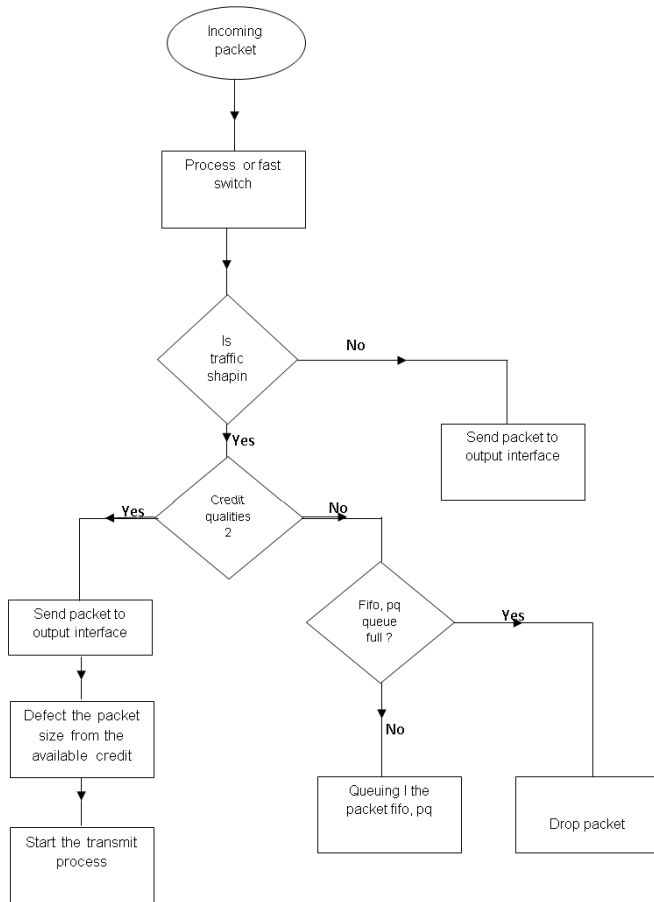 Incoming
packet
Process or fast
switch
Is
traffic
shapin
No
Send packet to
output interface
Yes
Credit
qualities
2
Yes
No
Send packet to
output interface
Fifo, pq
queue
full ?
Yes
Defect the packet
size from the
available credit
No
Queuing I the
packet fifo, pq
Drop packet
Start the transmit
process